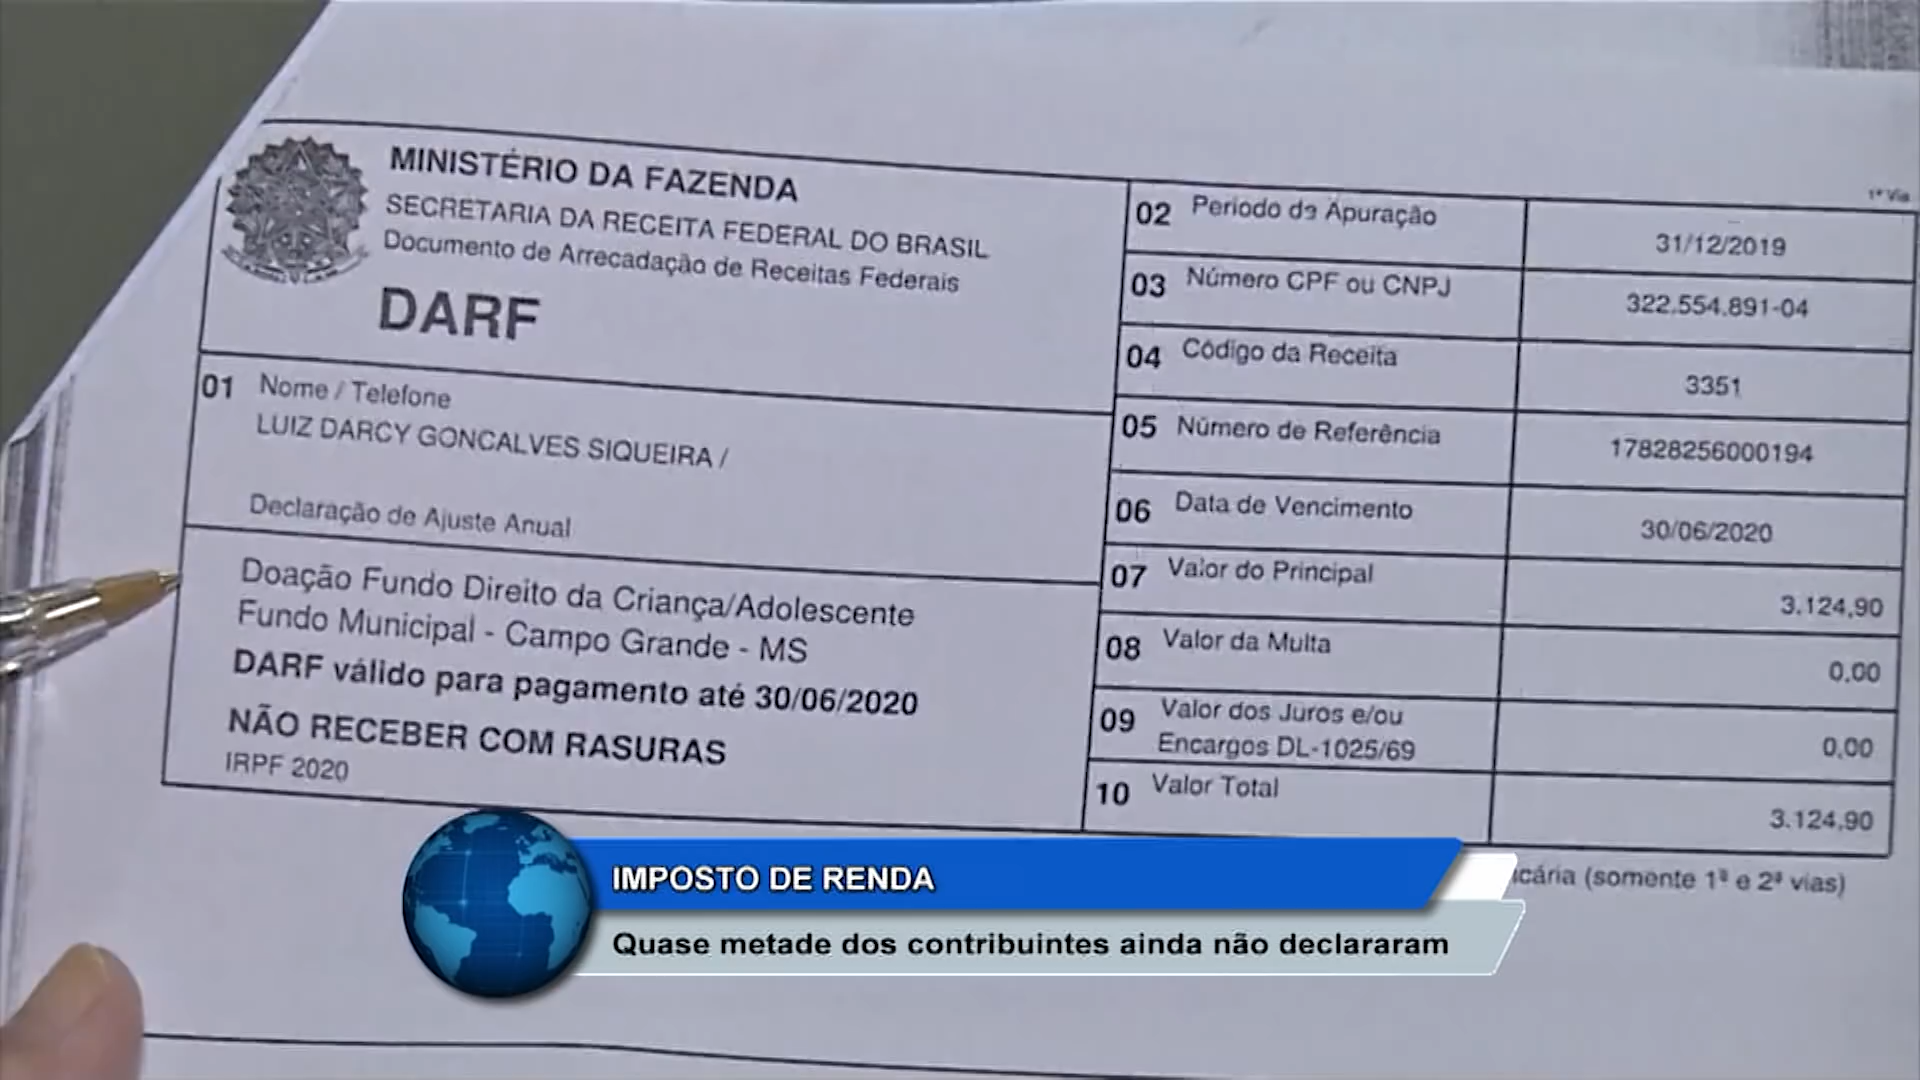 MINISTÉRIO DA FAZENDA
SECRETARIA DA RECEITA FEDERAL DO BRASIL
Documento de Arrecadação de Receitas Federais
DARF
01 Nome / Telefone
LUIZ DARCY GONCALVES SIQUEIRA /
Declaração de Ajuste Anual
Doação Fundo Direito da Criança/Adolescente
Fundo Municipal - Campo Grande - MS
DARF válido para pagamento até 30/06/2020
NÃO RECEBER COM RASURAS
IRPF 2020
1ª Via
02 Período de Apuração
31/12/2019
03 Número CPF ou CNPJ
322.554.891-04
04 Código da Receita
3351
05 Número de Referência
17828256000194
06 Data de Vencimento
30/06/2020
07 Valor do Principal
3.124,90
08 Valor da Multa
0,00
09 Valor dos Juros e/ou
Encargos DL-1025/69
0,00
10 Valor Total
3.124,90
(somente 1ª e 2ª vias)
IMPOSTO DE RENDA
Quase metade dos contribuintes ainda não declararam